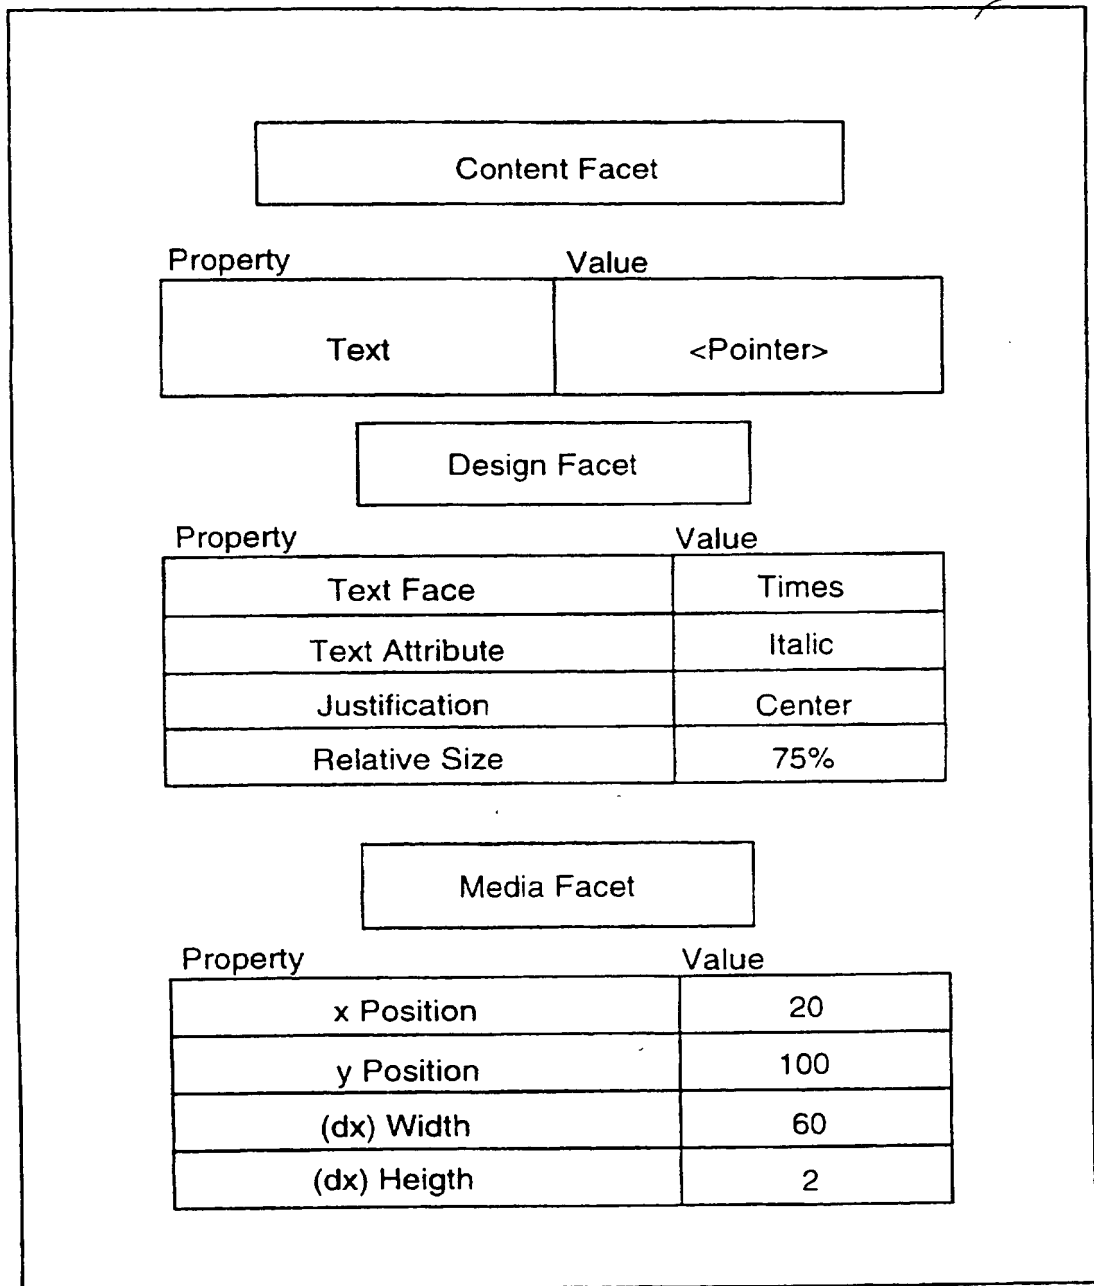 Content Facet
Property Value
Text <Pointer>
Design Facet
Property Value
Text Face Times
Text Attribute Italic
Justification Center
Relative Size 75%
Media Facet
Property Value
x Position 20
y Position 100
(dx) Width 60
(dx) Heigth 2